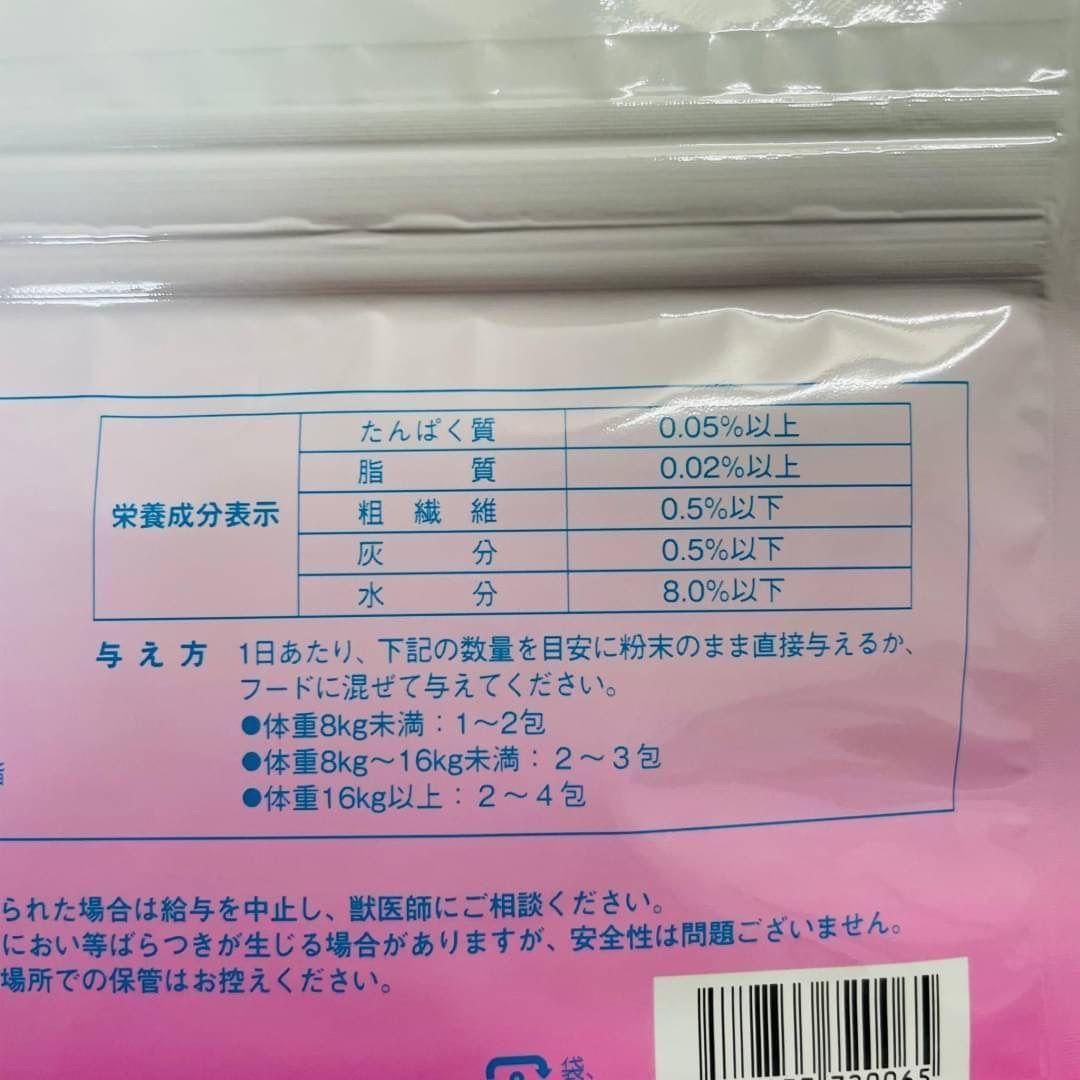 栄養成分表示
たんぱく質 0.05%以上
脂質 0.02%以上
粗繊維 0.5%以下
灰分 0.5%以下
水分 8.0%以下
与え方 1日あたり、下記の数量を目安に粉末のまま直接与えるか、
フードに混ぜて与えてください。
●体重8kg未満：1〜2包
●体重8kg〜16kg未満：2〜3包
●体重16kg以上：2〜4包
られた場合は給与を中止し、獣医師にご相談ください。
におい等ばらつきが生じる場合がありますが、安全性は問題ございません。
場所での保管はお控えください。
袋、